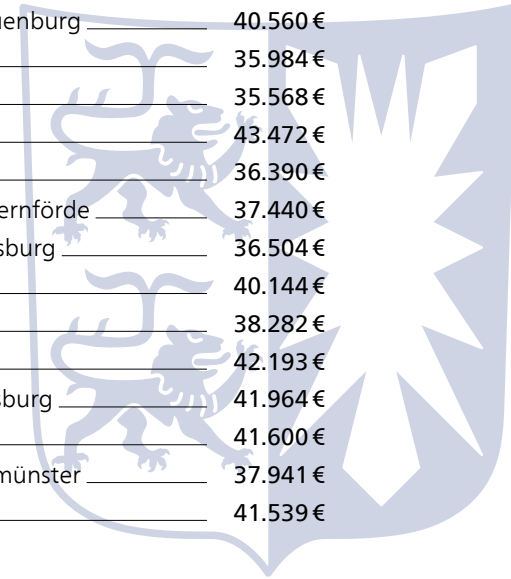 uenburg 40.560 €
35.984 €
35.568 €
43.472 €
36.390 €
ernförde 37.440 €
sburg 36.504 €
40.144 €
38.282 €
42.193 €
sburg 41.964 €
41.600 €
münster 37.941 €
41.539 €